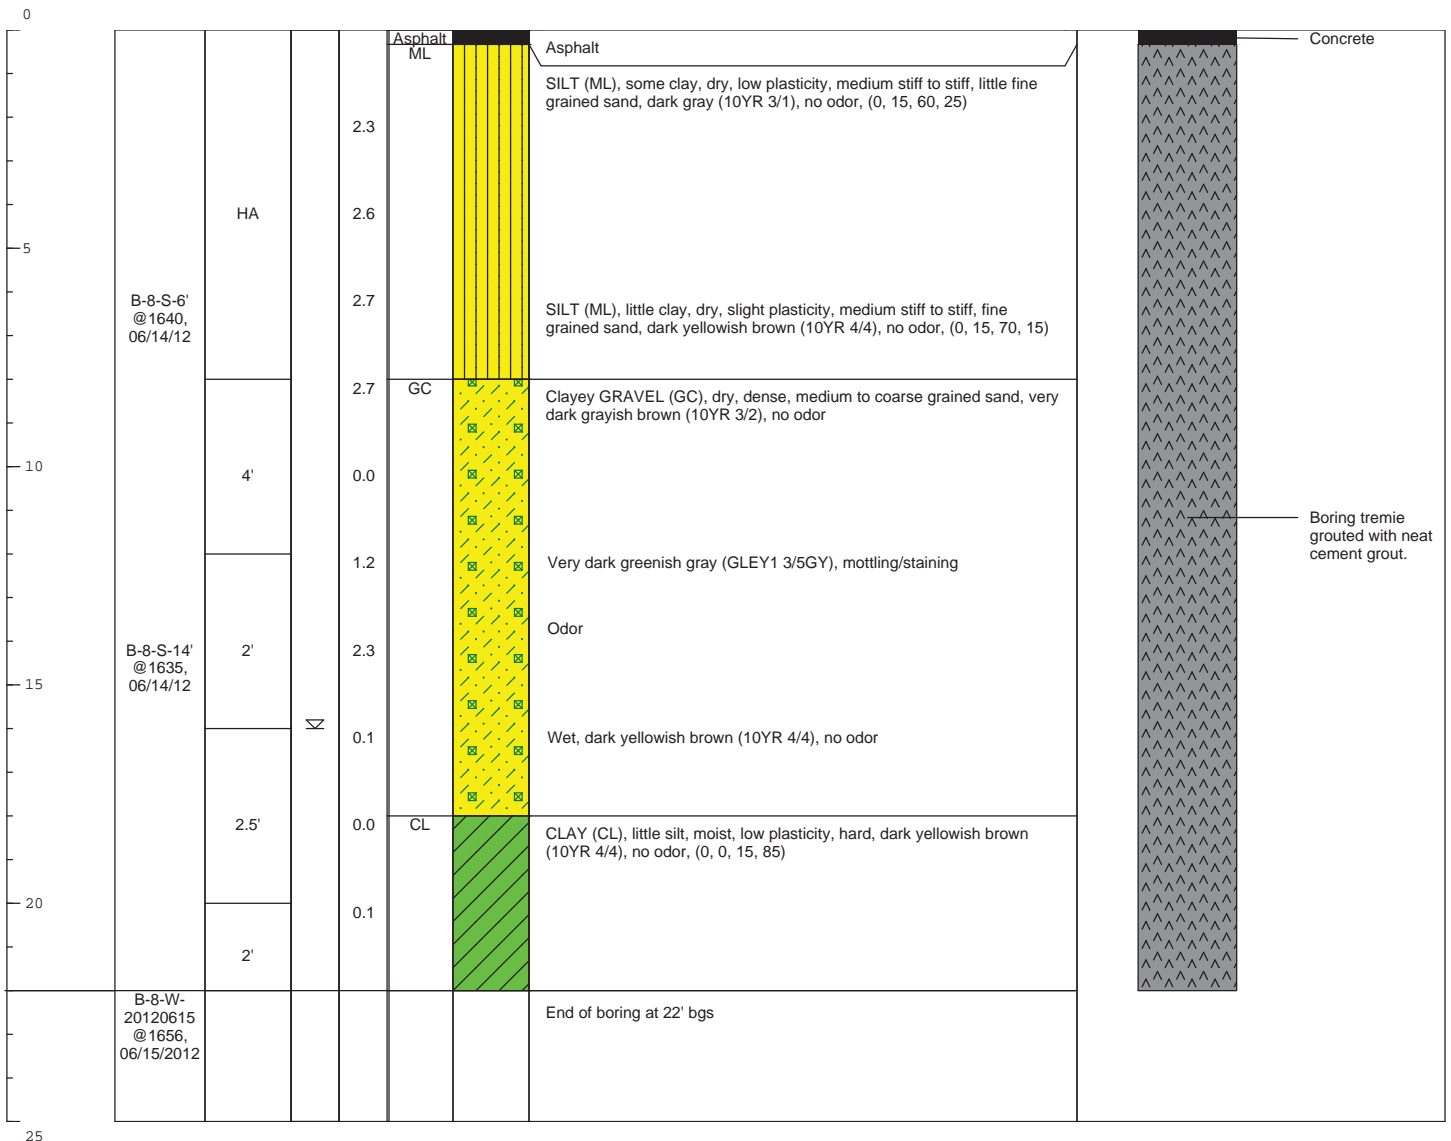 0
Asphalt
ML
Asphalt
Concrete
SILT (ML), some clay, dry, low plasticity, medium stiff to stiff, little fine
grained sand, dark gray (10YR 3/1), no odor, (0, 15, 60, 25)
2.3
HA
2.6
5
B-8-S-6'
@1640,
06/14/12
2.7
SILT (ML), little clay, dry, slight plasticity, medium stiff to stiff, fine
grained sand, dark yellowish brown (10YR 4/4), no odor, (0, 15, 70, 15)
2.7
GC
Clayey GRAVEL (GC), dry, dense, medium to coarse grained sand, very
dark grayish brown (10YR 3/2), no odor
10
4'
0.0
Boring tremie
grouted with neat
cement grout.
1.2
Very dark greenish gray (GLEY1 3/5GY), mottling/staining
Odor
B-8-S-14'
@1635,
06/14/12
2'
2.3
15
0.1
Wet, dark yellowish brown (10YR 4/4), no odor
2.5'
0.0
CL
CLAY (CL), little silt, moist, low plasticity, hard, dark yellowish brown
(10YR 4/4), no odor, (0, 0, 15, 85)
20
0.1
2'
B-8-W-
20120615
@1656,
06/15/2012
End of boring at 22' bgs
25